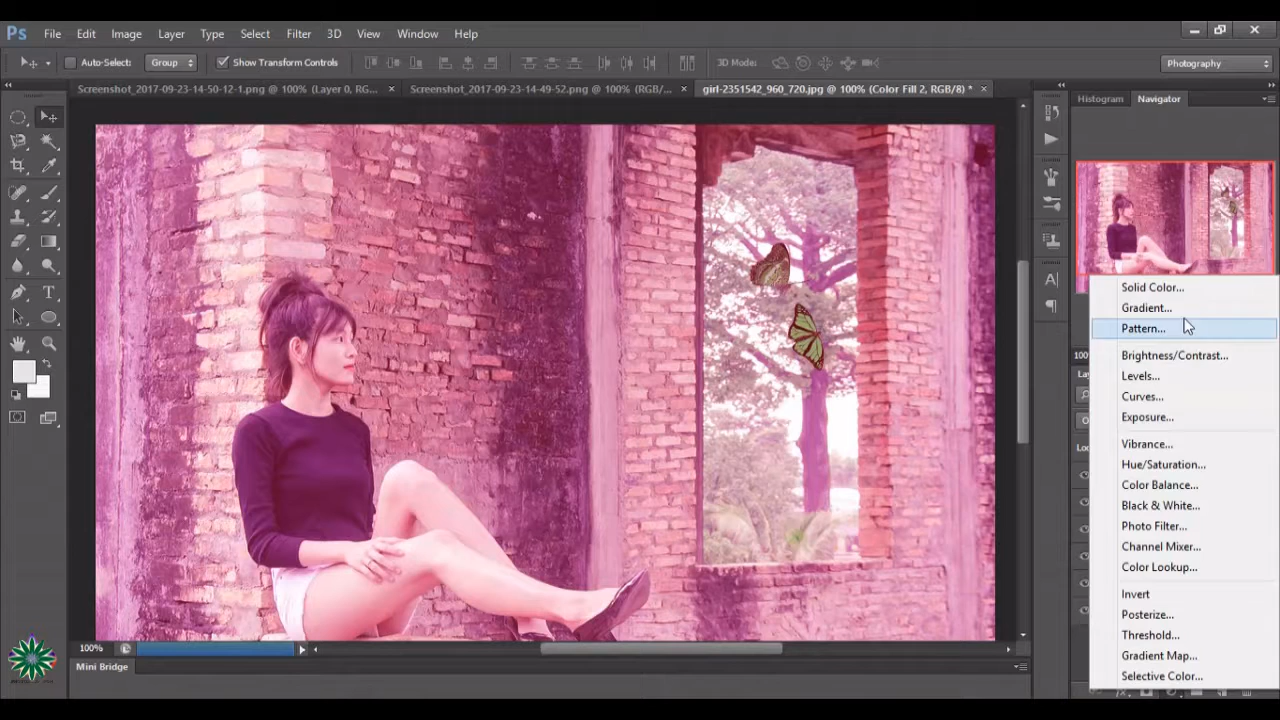 Ps File Edit Image Layer Type Select Filter 3D View Window Help
Auto-Select: Group Show Transform Controls 3D Mode: Photography
Screenshot_2017-09-23-14-50-12-1.png @ 100% (Layer 0, RG... × Screenshot_2017-09-23-14-49-52.png @ 100% (RGB/... × girl-2351542_960_720.jpg @ 100% (Color Fill 2, RGB/8) * ×
Histogram Navigator
Solid Color...
Gradient...
Pattern...
Brightness/Contrast...
Levels...
Curves...
Exposure...
Vibrance...
Hue/Saturation...
Color Balance...
Black & White...
Photo Filter...
Channel Mixer...
Color Lookup...
Invert
Posterize...
Threshold...
Gradient Map...
Selective Color...
100%
Mini Bridge